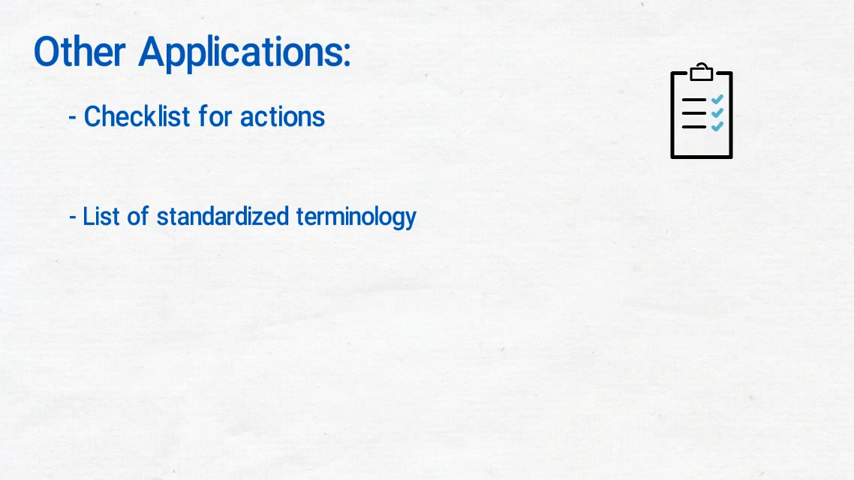 Other Applications:
- Checklist for actions
- List of standardized terminology